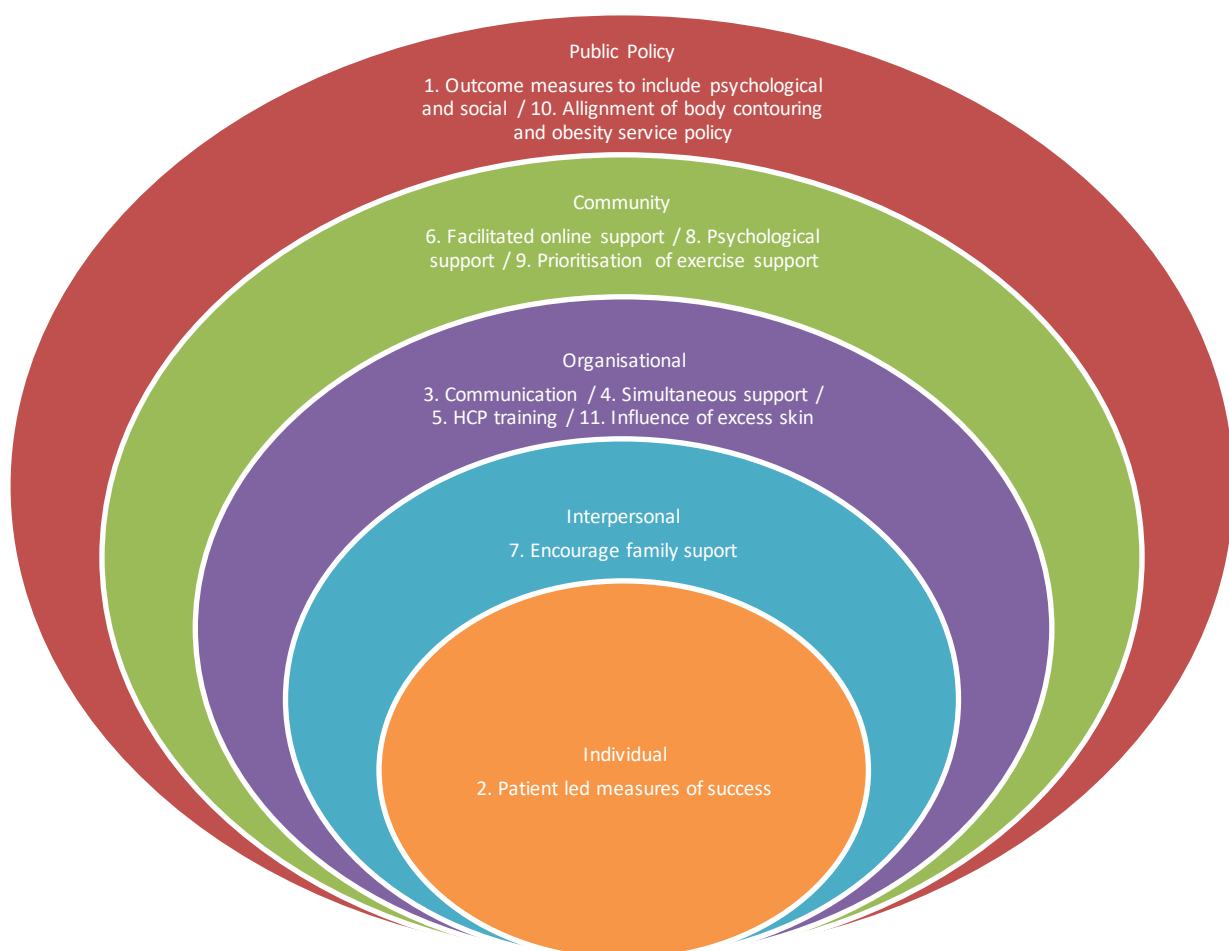 Public Policy
1. Outcome measures to include psychological
and social / 10. Allignment of body contouring
and obesity service policy
Community
6. Facilitated online support / 8. Psychological
support / 9. Prioritisation of exercise support
Organisational
3. Communication / 4. Simultaneous support /
5. HCP training / 11. Influence of excess skin
Interpersonal
7. Encourage family suport
Individual
2. Patient led measures of success